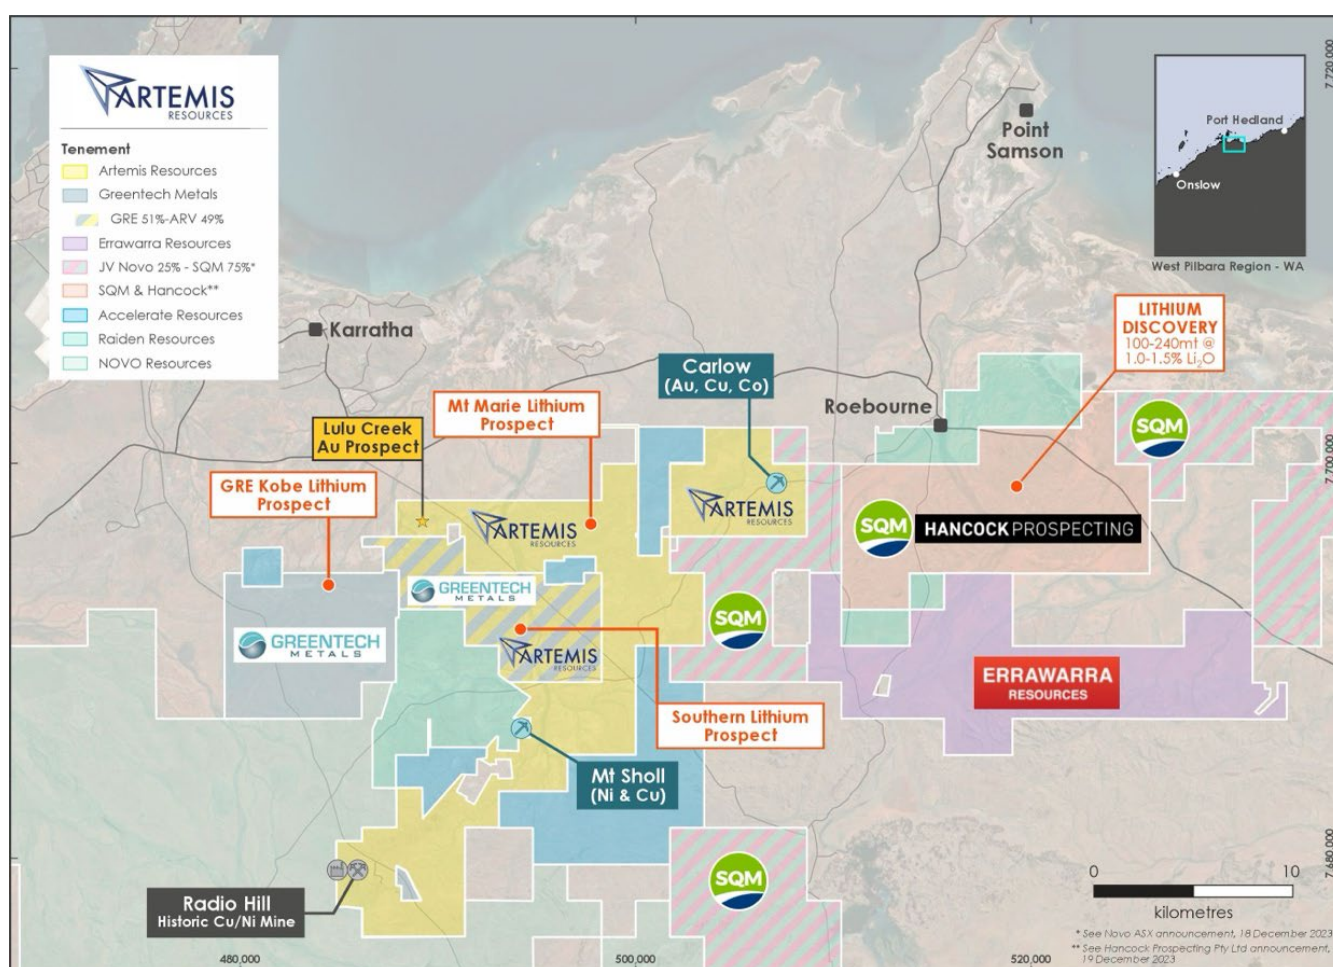 ARTEMIS
RESOURCES
Tenement
Artemis Resources
Greentech Metals
GRE 51%-ARV 49%
Errawarra Resources
JV Novo 25% - SQM 75%*
SQM & Hancock**
Accelerate Resources
Raiden Resources
NOVO Resources
Point
Samson
7,720,000
Port Hedland
Onslow
West Pilbara Region - WA
Karratha
LITHIUM
DISCOVERY
100-240mt @
1.0-1.5% Li₂O
Carlow
(Au, Cu, Co)
Mt Marie Lithium
Prospect
Roebourne
Lulu Creek
Au Prospect
SQM
7,700,000
GRE Kobe Lithium
Prospect
ARTEMIS
RESOURCES
ARTEMIS
RESOURCES
SQM
HANCOCK PROSPECTING
GREENTECH
METALS
SQM
GREENTECH
METALS
ARTEMIS
RESOURCES
ERRAWARRA
RESOURCES
Southern Lithium
Prospect
Mt Sholl
(Ni & Cu)
SQM
7,680,000
Radio Hill
Historic Cu/Ni Mine
0 10
kilometres
* See Novo ASX announcement, 18 December 2023
** See Hancock Prospecting Pty Ltd announcement,
19 December 2023
480,000 500,000 520,000